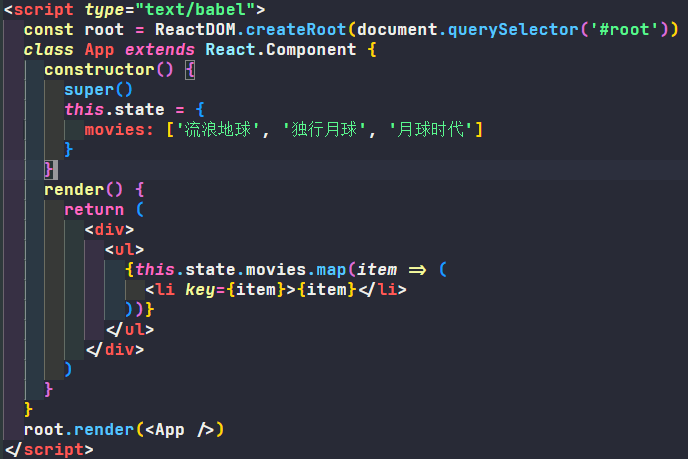 <script type="text/babel">
const root = ReactDOM.createRoot(document.querySelector('#root'))
class App extends React.Component {
constructor() {
super()
this.state = {
movies: ['流浪地球', '独行月球', '月球时代']
}
}
render() {
return (
<div>
<ul>
{this.state.movies.map(item => (
<li key={item}>{item}</li>
))}
</ul>
</div>
)
}
}
root.render(<App />)
</script>